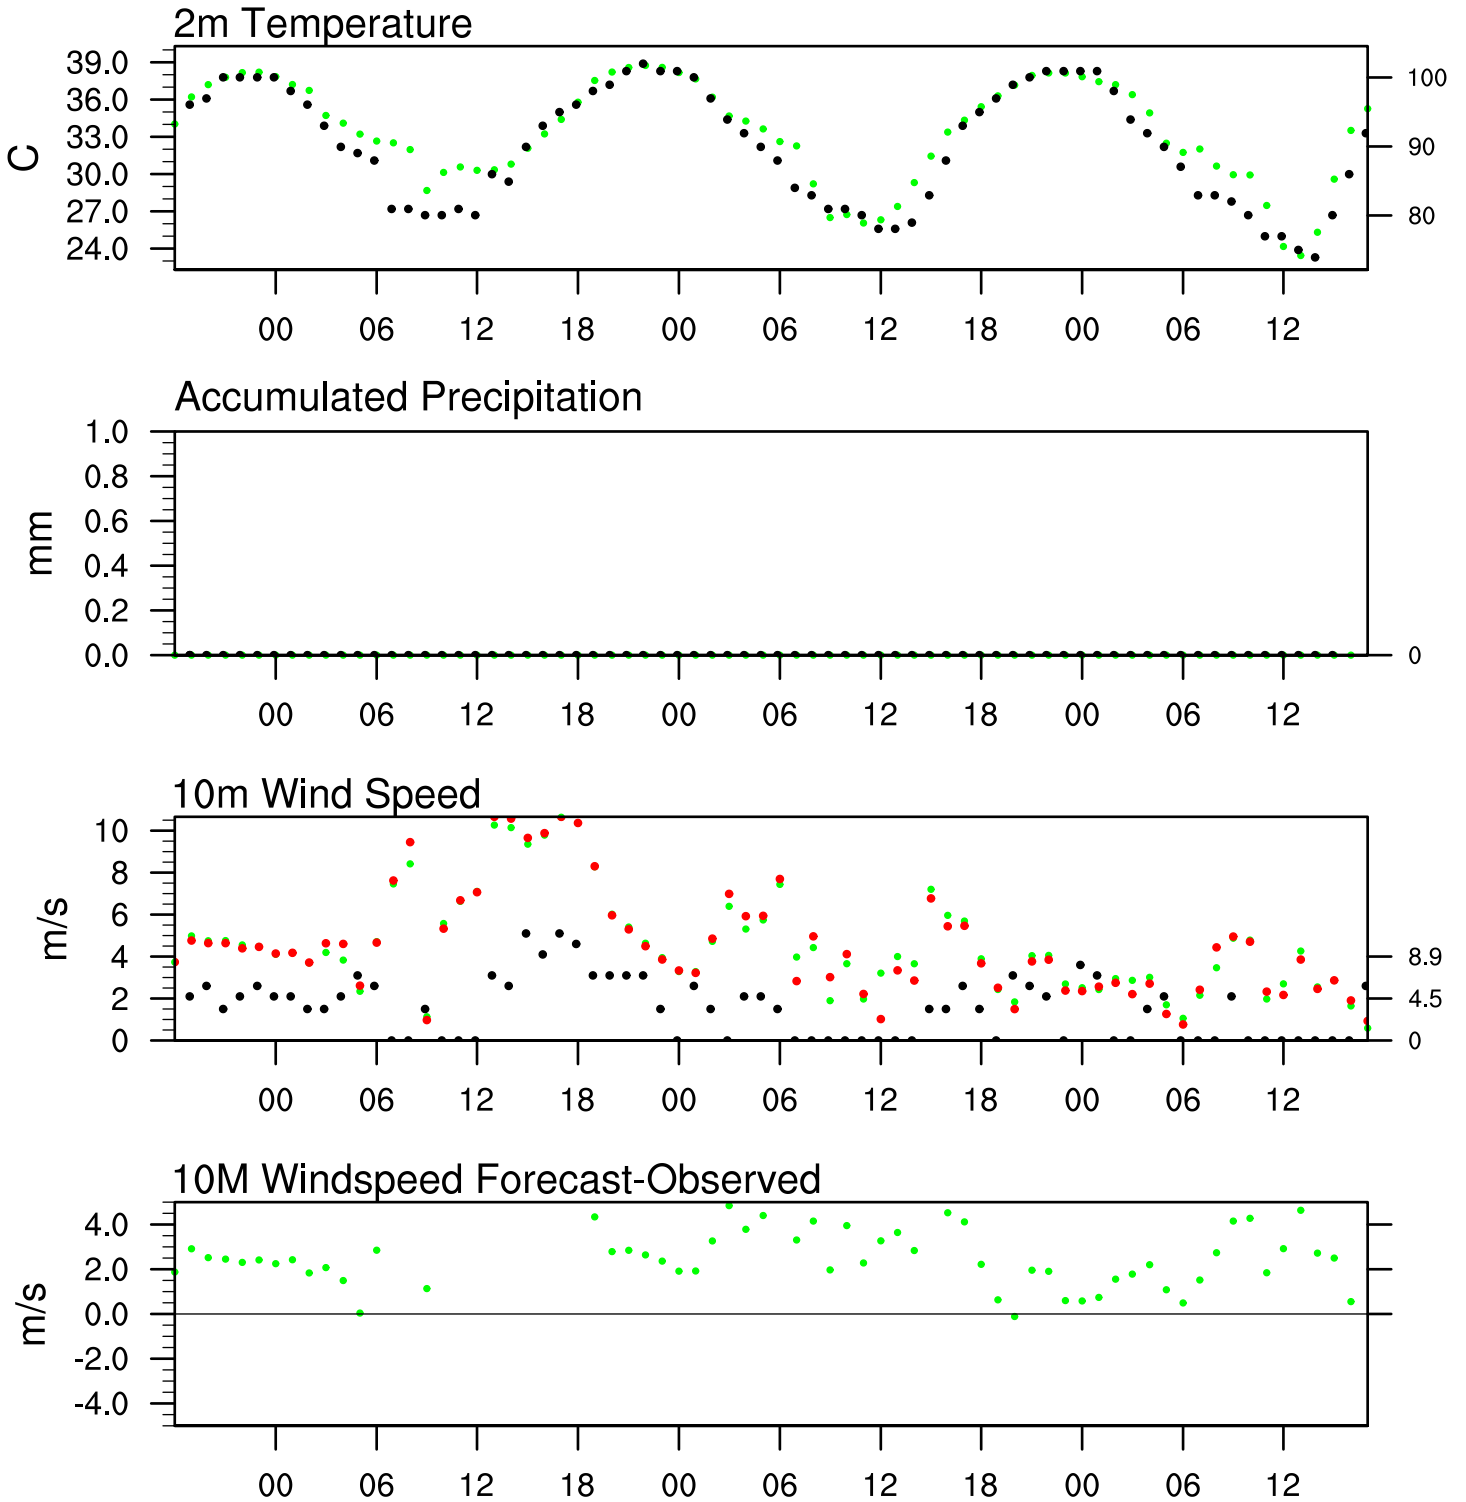 2m Temperature
39.0
36.0
33.0
30.0
27.0
24.0
C
100
90
80
00 06 12 18 00 06 12 18 00 06 12
Accumulated Precipitation
1.0
0.8
0.6
0.4
0.2
0.0
mm
0
00 06 12 18 00 06 12 18 00 06 12
10m Wind Speed
10
8
6
4
2
0
m/s
8.9
4.5
0
00 06 12 18 00 06 12 18 00 06 12
10M Windspeed Forecast-Observed
4.0
2.0
0.0
-2.0
-4.0
m/s
00 06 12 18 00 06 12 18 00 06 12